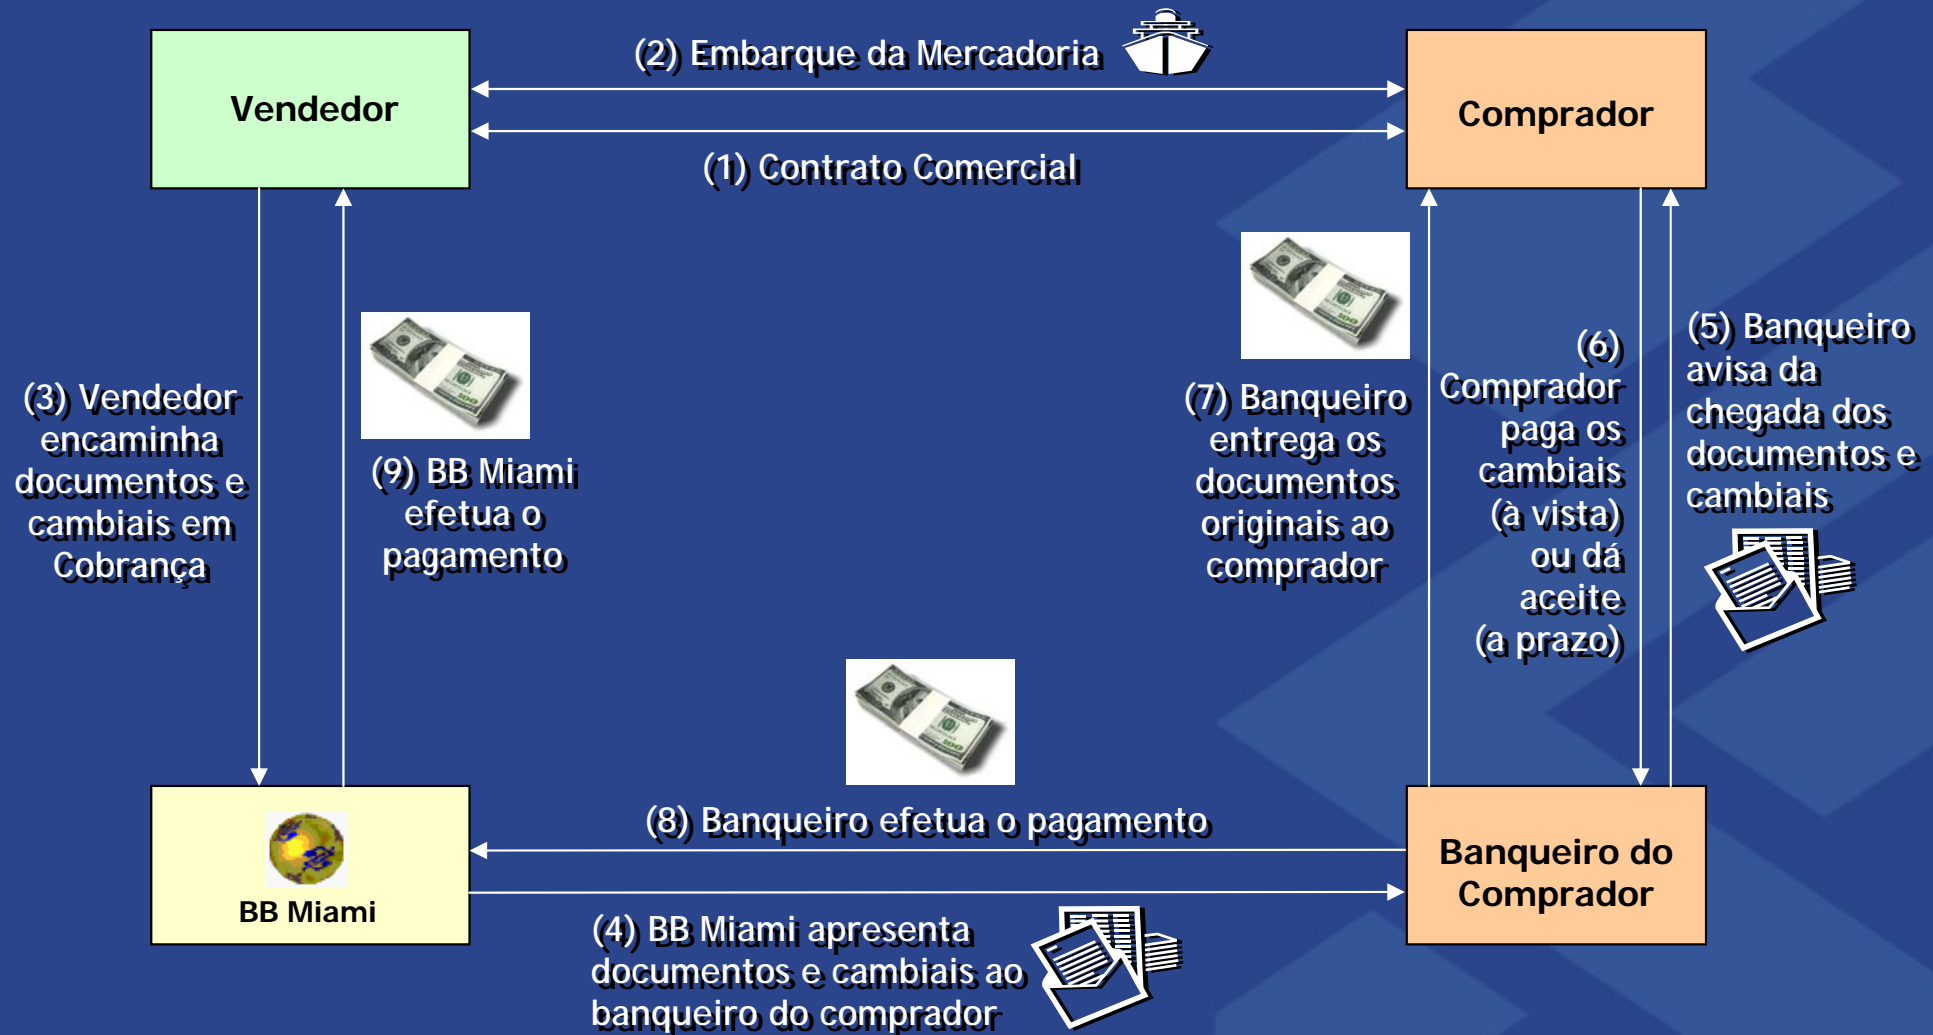 (2) Embarque da Mercadoria
Vendedor
Comprador
(1) Contrato Comercial
(3) Vendedor
encaminha
documentos e
cambiais em
Cobrança
(9) BB Miami
efetua o
pagamento
(7) Banqueiro
entrega os
documentos
originais ao
comprador
(6)
Comprador
paga os
cambiais
(à vista)
ou dá
aceite
(a prazo)
(5) Banqueiro
avisa da
chegada dos
documentos e
cambiais
(8) Banqueiro efetua o pagamento
BB Miami
Banqueiro do
Comprador
(4) BB Miami apresenta
documentos e cambiais ao
banqueiro do comprador